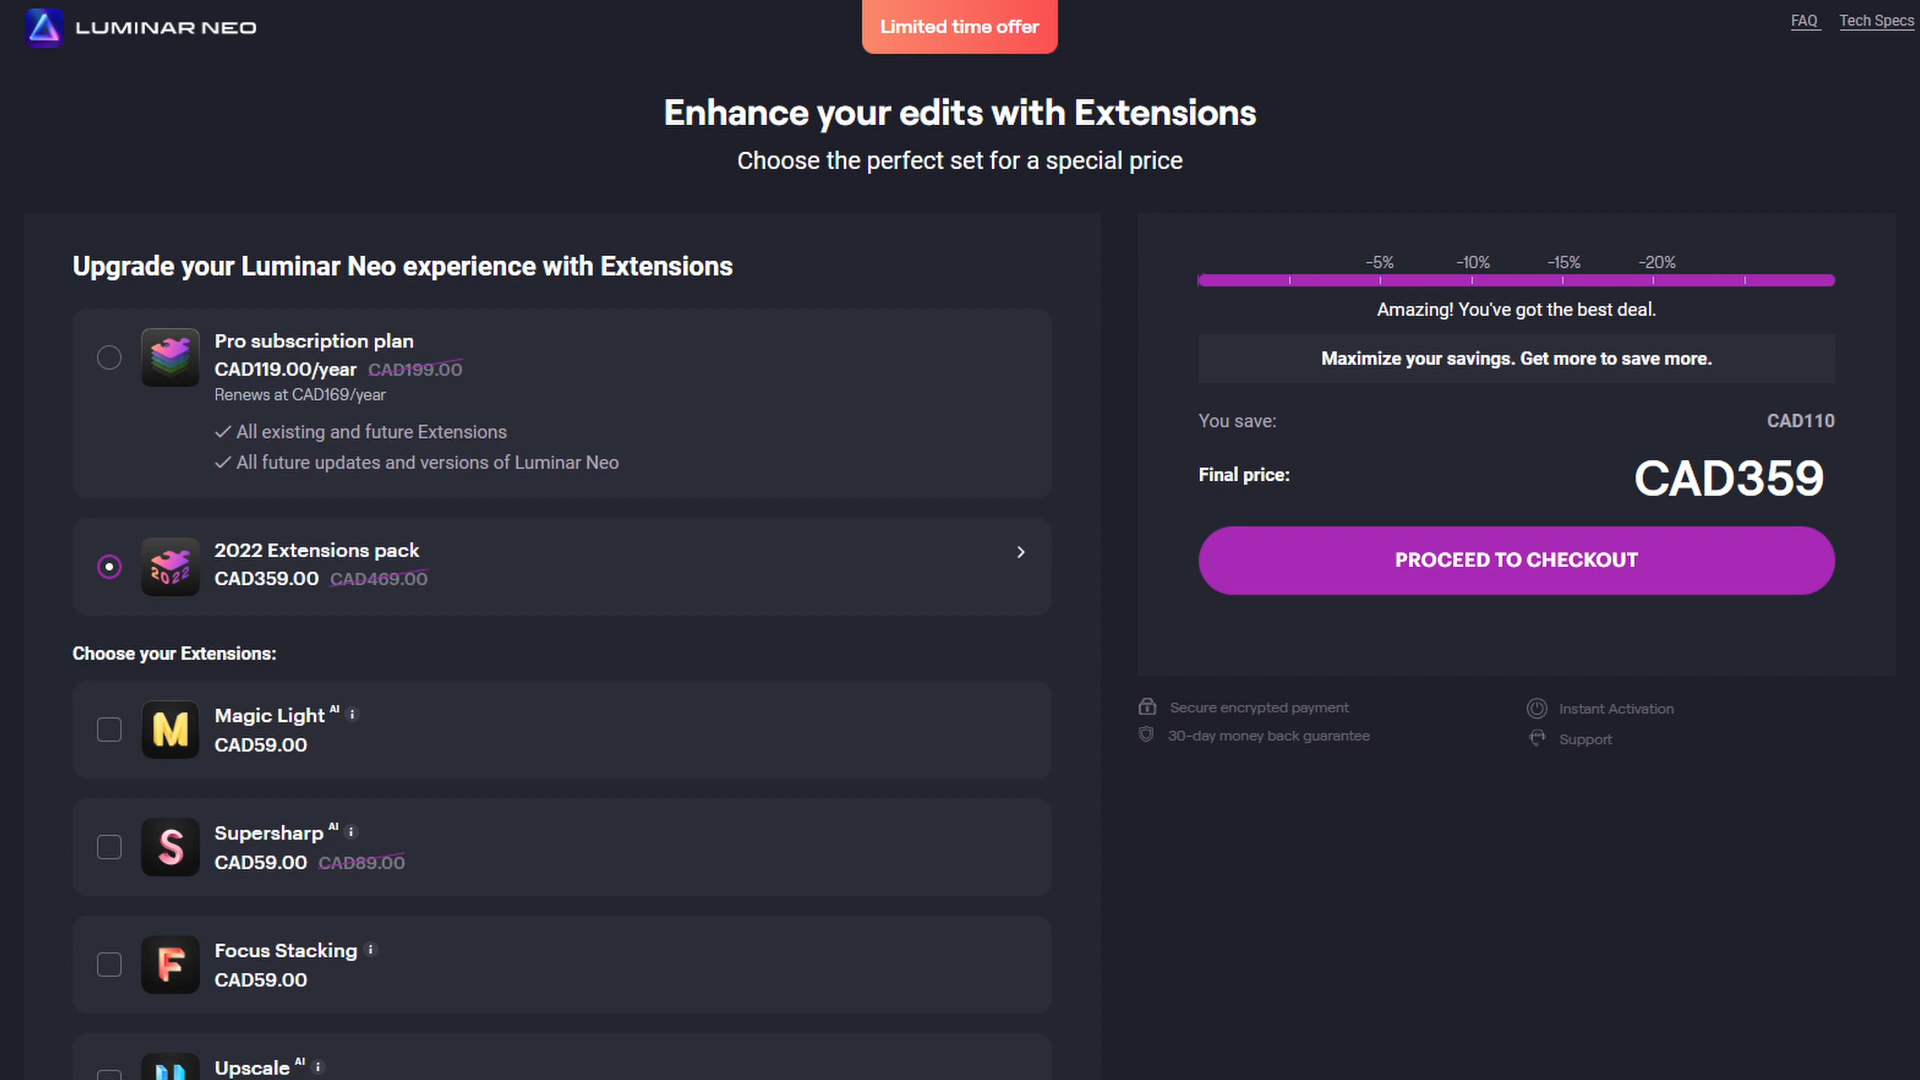 LUMINAR NEO
Limited time offer
FAQ
Tech Specs
Enhance your edits with Extensions
Choose the perfect set for a special price
Upgrade your Luminar Neo experience with Extensions
Pro subscription plan
CAD119.00/year CAD199.00
Renews at CAD169/year
All existing and future Extensions
All future updates and versions of Luminar Neo
2022
2022 Extensions pack
CAD359.00 CAD469.00
Choose your Extensions:
M
Magic Light AI i
CAD59.00
S
Supersharp AI i
CAD59.00 CAD89.00
F
Focus Stacking i
CAD59.00
Upscale AI i
-5% -10% -15% -20%
Amazing! You've got the best deal.
Maximize your savings. Get more to save more.
You save: CAD110
Final price: CAD359
PROCEED TO CHECKOUT
Secure encrypted payment
Instant Activation
30-day money back guarantee
Support